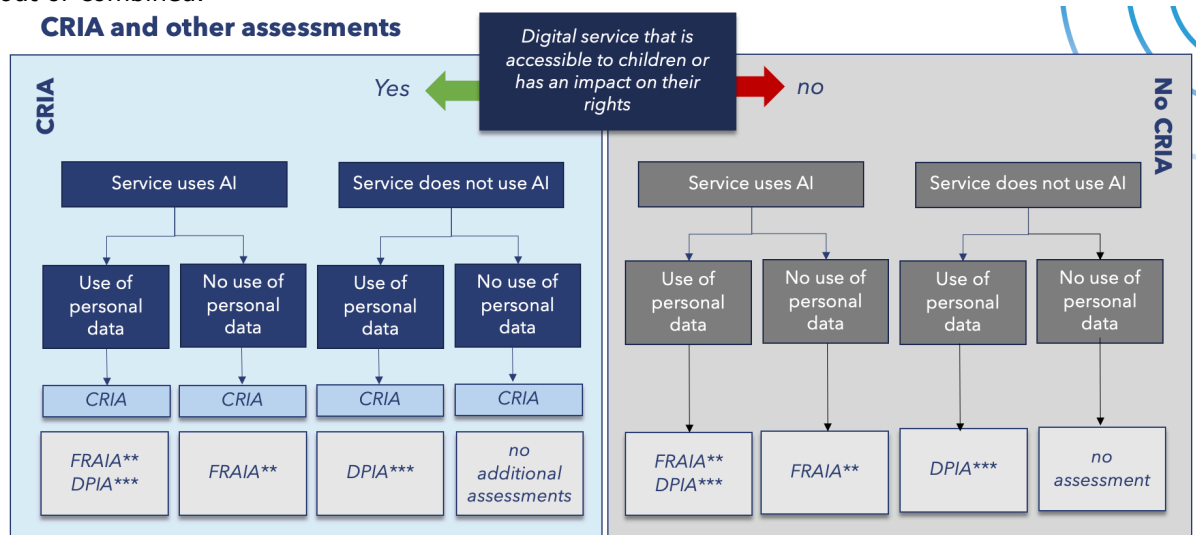 out or combined.
CRIA and other assessments
Digital service that is
accessible to children or
has an impact on their
rights
Yes
no
CRIA
No CRIA
Service uses AI
Service does not use AI
Service uses AI
Service does not use AI
Use of
personal
data
No use of
personal
data
Use of
personal
data
No use of
personal
data
Use of
personal
data
No use of
personal
data
Use of
personal
data
No use of
personal
data
CRIA
CRIA
CRIA
CRIA
FRAIA**
DPIA***
FRAIA**
DPIA***
no
additional
assessments
FRAIA**
DPIA***
FRAIA**
DPIA***
no
assessment